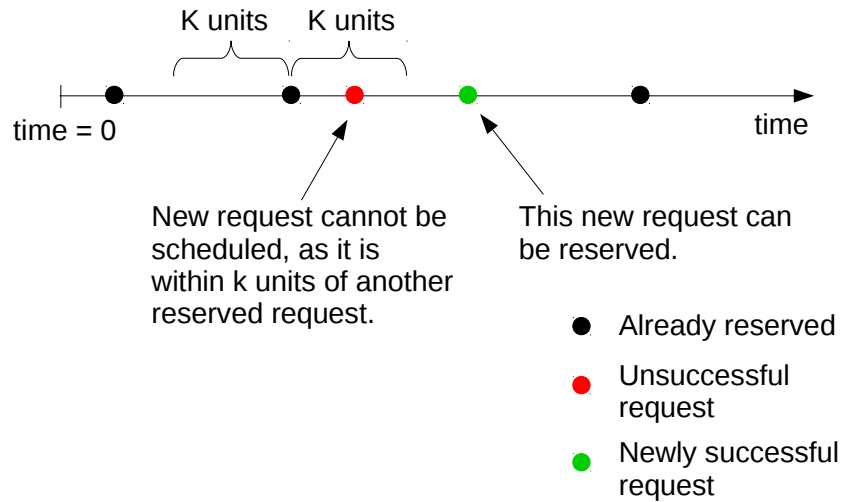 K units
K units
time = 0
time
New request cannot be
scheduled, as it is
within k units of another
reserved request.
This new request can
be reserved.
Already reserved
Unsuccessful
request
Newly successful
request